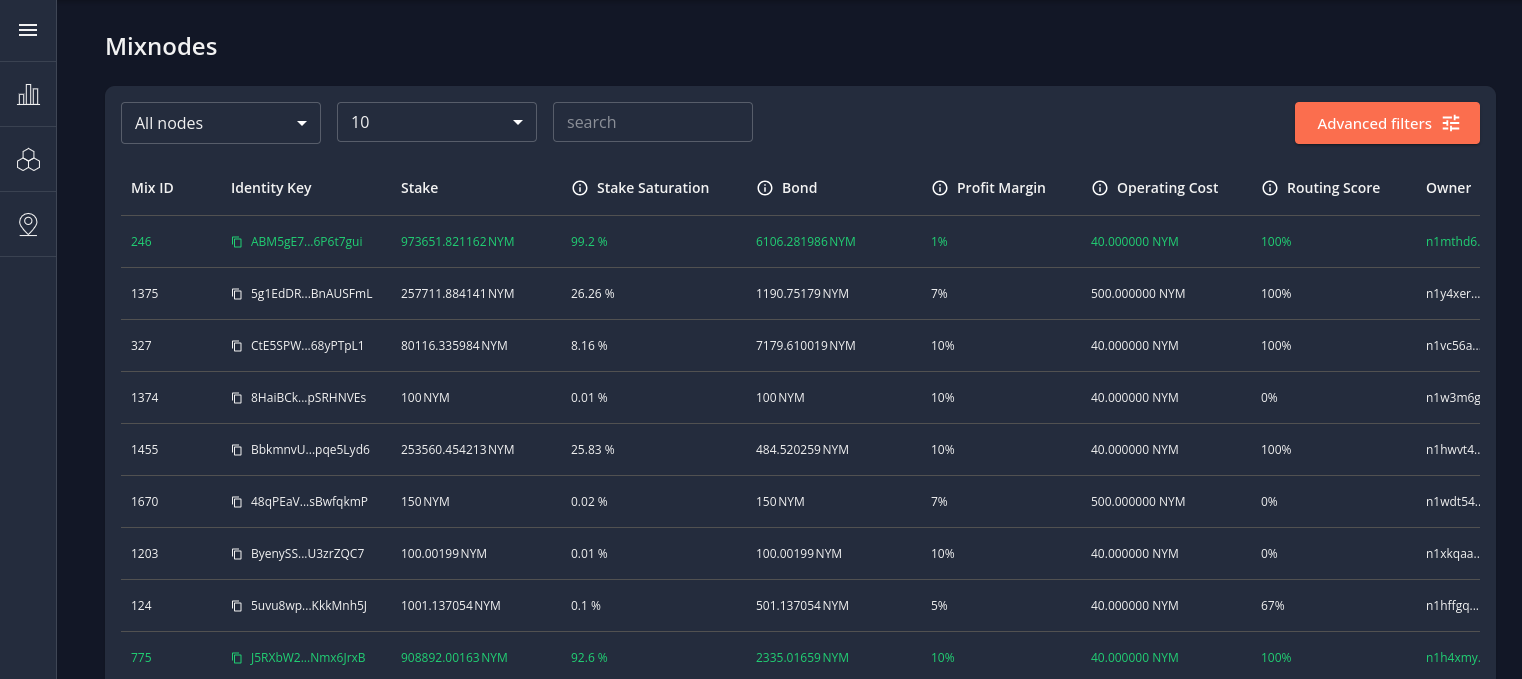 Mixnodes
All nodes 10 search Advanced filters
Mix ID Identity Key Stake Stake Saturation Bond Profit Margin Operating Cost Routing Score Owner
246 ABM5gE7...6P6t7gui 973651.821162 NYM 99.2 % 6106.281986 NYM 1% 40.000000 NYM 100% n1mthd6.
1375 5g1EdDR...BnAUSFmL 257711.884141 NYM 26.26 % 1190.75179 NYM 7% 500.000000 NYM 100% n1y4xer...
327 CtE5SPW...68yPTpL1 80116.335984 NYM 8.16 % 7179.610019 NYM 10% 40.000000 NYM 100% n1vc56a..
1374 8HaiBCk...pSRHNVEs 100 NYM 0.01 % 100 NYM 10% 40.000000 NYM 0% n1w3m6g
1455 BbkmnvU...pqe5Lyd6 253560.454213 NYM 25.83 % 484.520259 NYM 10% 40.000000 NYM 100% n1hwvt4..
1670 48qPEaV...sBwfqkmP 150 NYM 0.02 % 150 NYM 7% 500.000000 NYM 0% n1wdt54..
1203 ByenySS...U3zrZQC7 100.00199 NYM 0.01 % 100.00199 NYM 10% 40.000000 NYM 0% n1xkqaa..
124 5uvu8wp...KkkMnh5J 1001.137054 NYM 0.1 % 501.137054 NYM 5% 40.000000 NYM 67% n1hffgq...
775 J5RXbW2...Nmx6JrxB 908892.00163 NYM 92.6 % 2335.01659 NYM 10% 40.000000 NYM 100% n1h4xmy.